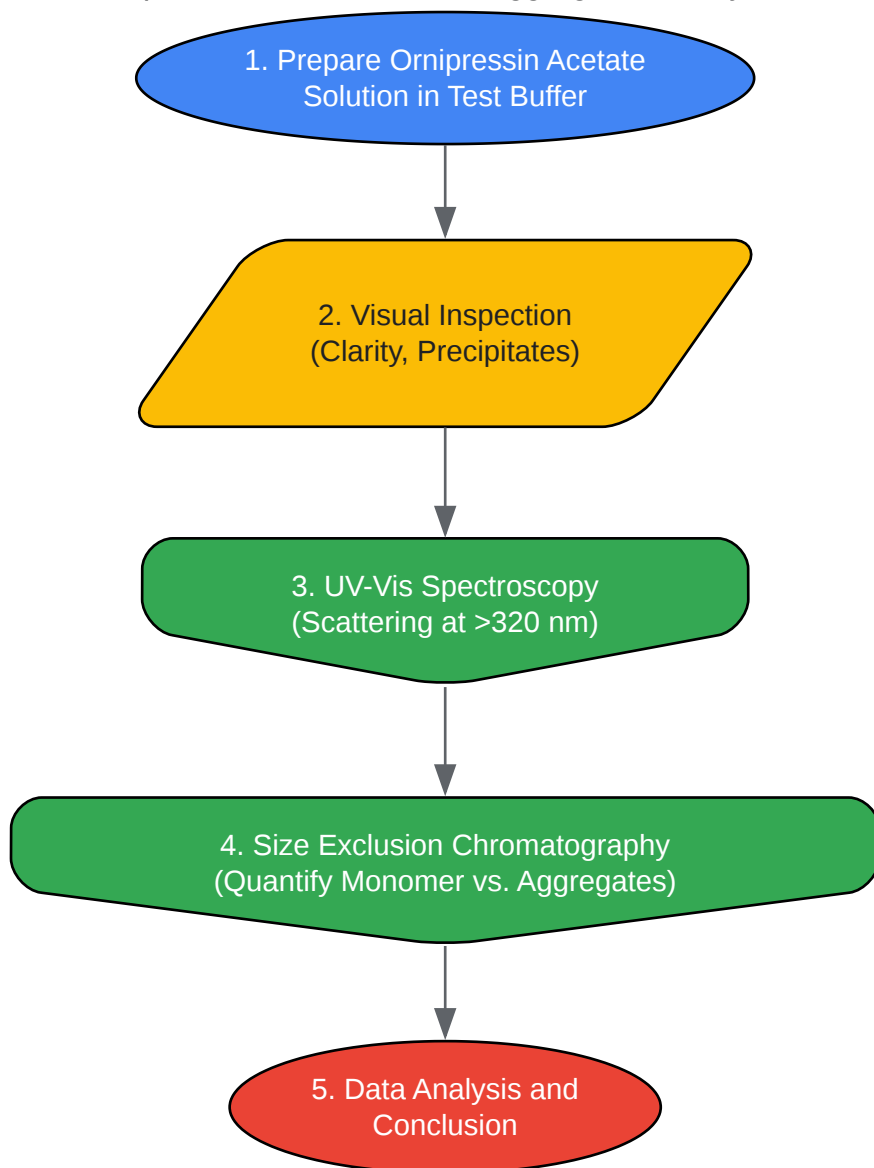 1. Prepare Ornipressin Acetate
Solution in Test Buffer
2. Visual Inspection
(Clarity, Precipitates)
3. UV-Vis Spectroscopy
(Scattering at >320 nm)
4. Size Exclusion Chromatography
(Quantify Monomer vs. Aggregates)
5. Data Analysis and
Conclusion